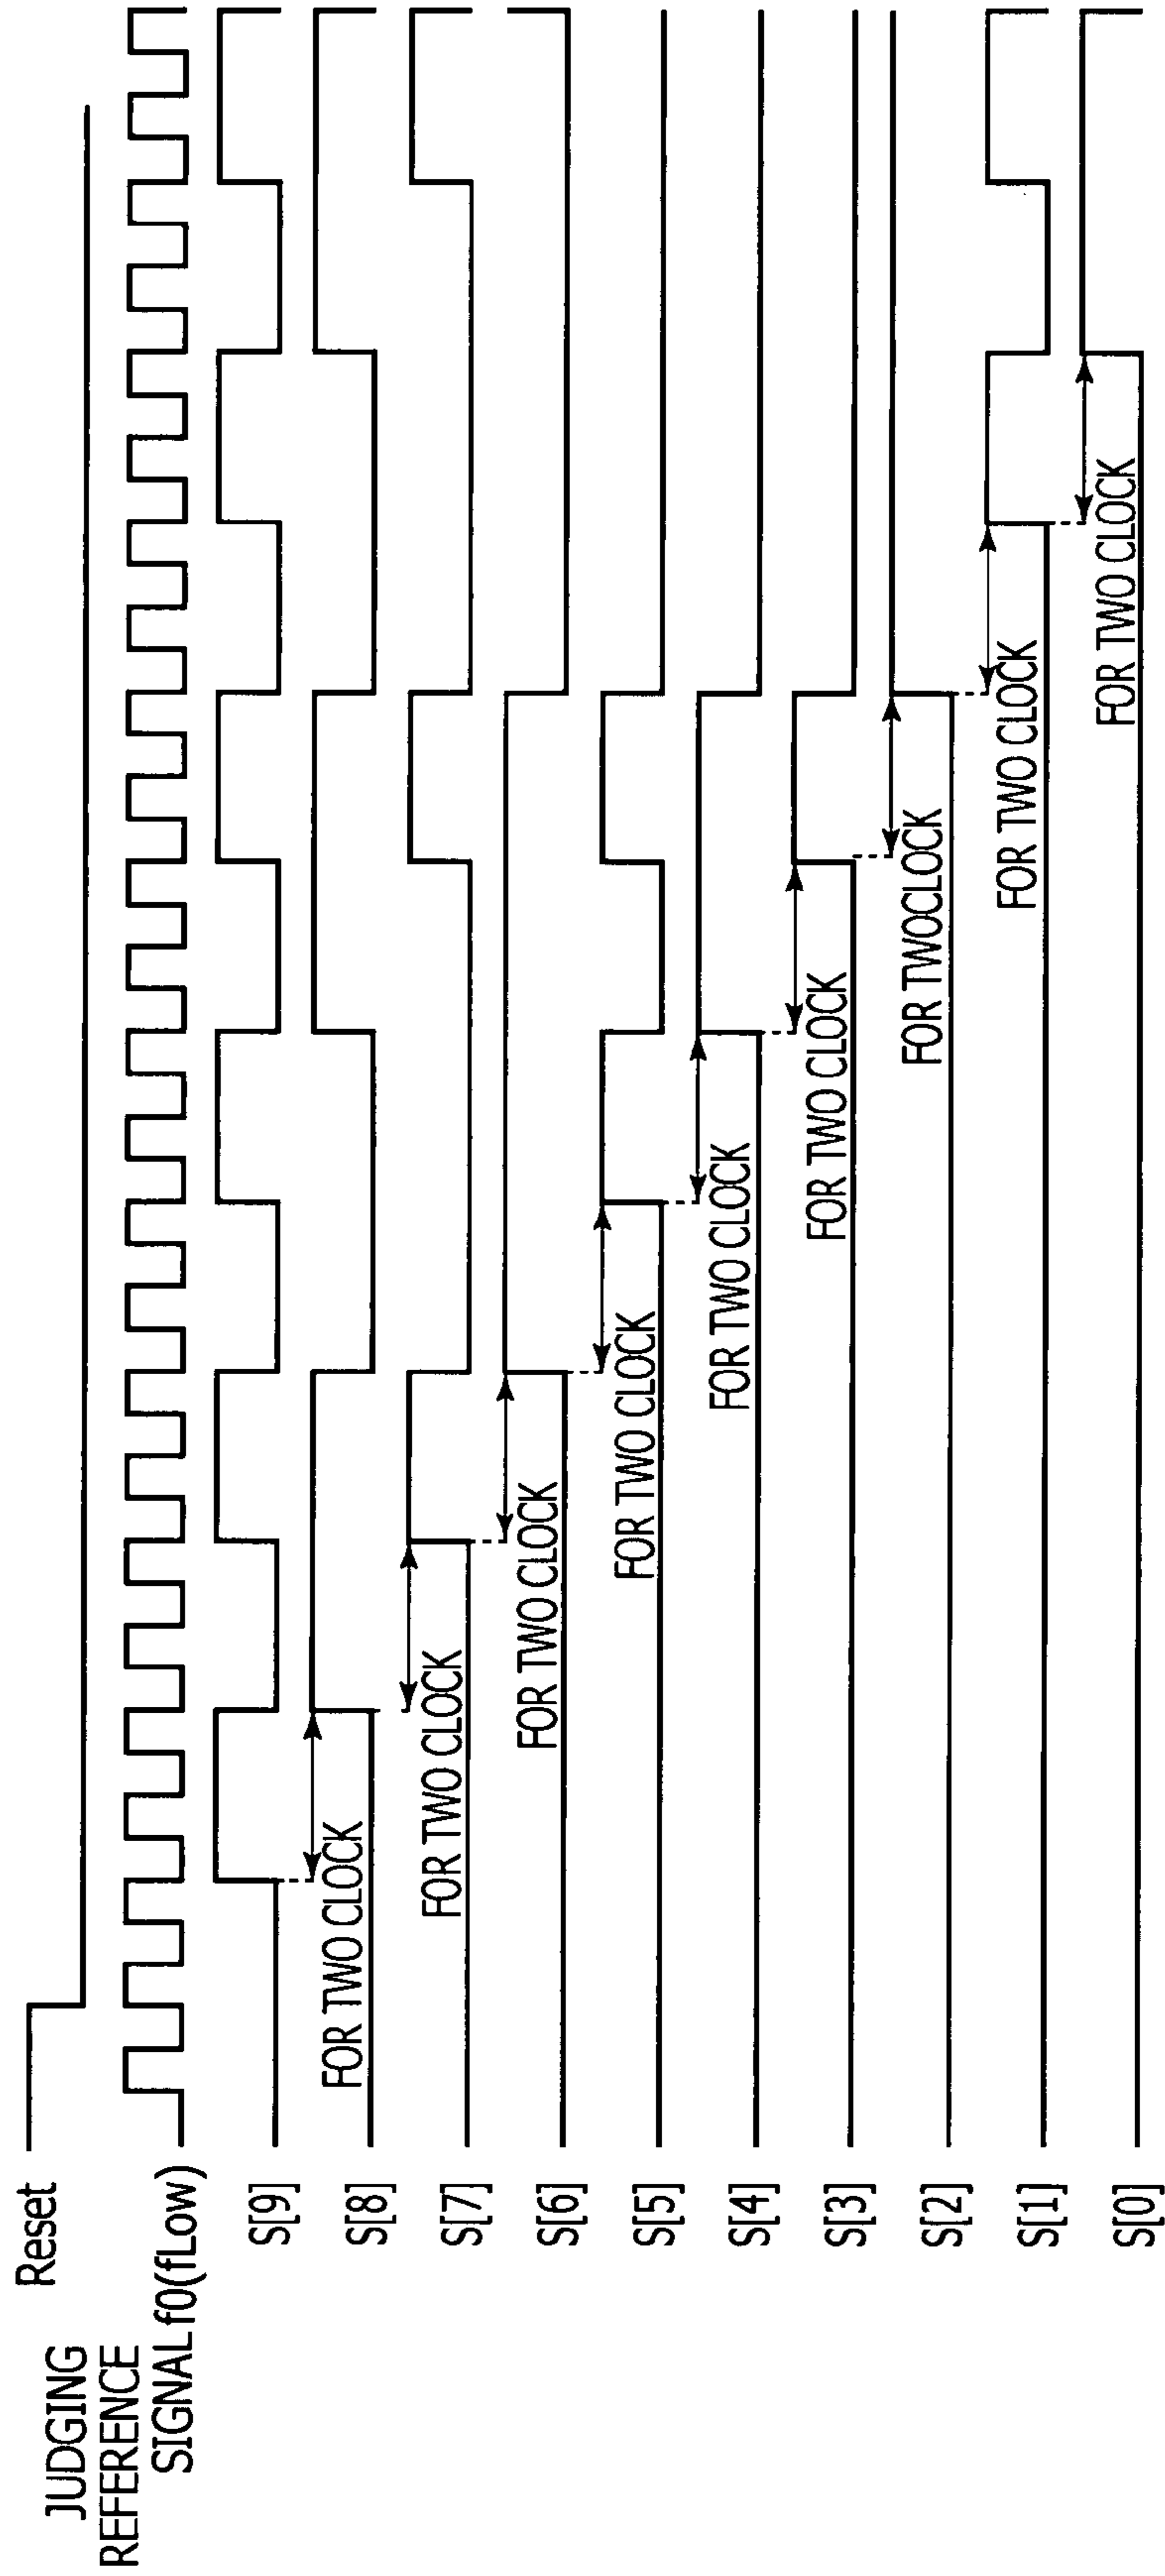 Reset
JUDGING
REFERENCE
SIGNAL f0(fLow)
S[9]
FOR TWO CLOCK
S[8]
FOR TWO CLOCK
S[7]
FOR TWO CLOCK
S[6]
FOR TWO CLOCK
S[5]
FOR TWO CLOCK
S[4]
FOR TWO CLOCK
S[3]
FOR TWOCLOCK
S[2]
FOR TWO CLOCK
S[1]
FOR TWO CLOCK
S[0]